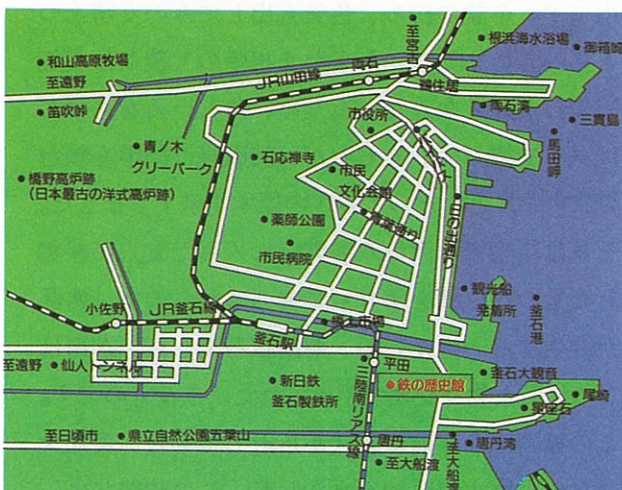 至宮古
根浜海水浴場
御箱崎
和山高原牧場
至遠野
JR山田線
鵜住居
笛吹峠
市役所
両石湾
三貫島
馬田岬
青ノ木
グリーパーク
石応禅寺
市民
文化会館
橋野高炉跡
(日本最古の洋式高炉跡)
薬師公園
市民病院
観光船
発着所
釜石港
小佐野
JR釜石線
釜石駅
至遠野
仙人トンネル
平田
三陸南リアス線
釜石大観音
尾崎
新日鉄
釜石製鉄所
鉄の歴史館
星座石
至日頃市
県立自然公園五葉山
唐丹
唐丹湾
至大船渡
至大船渡